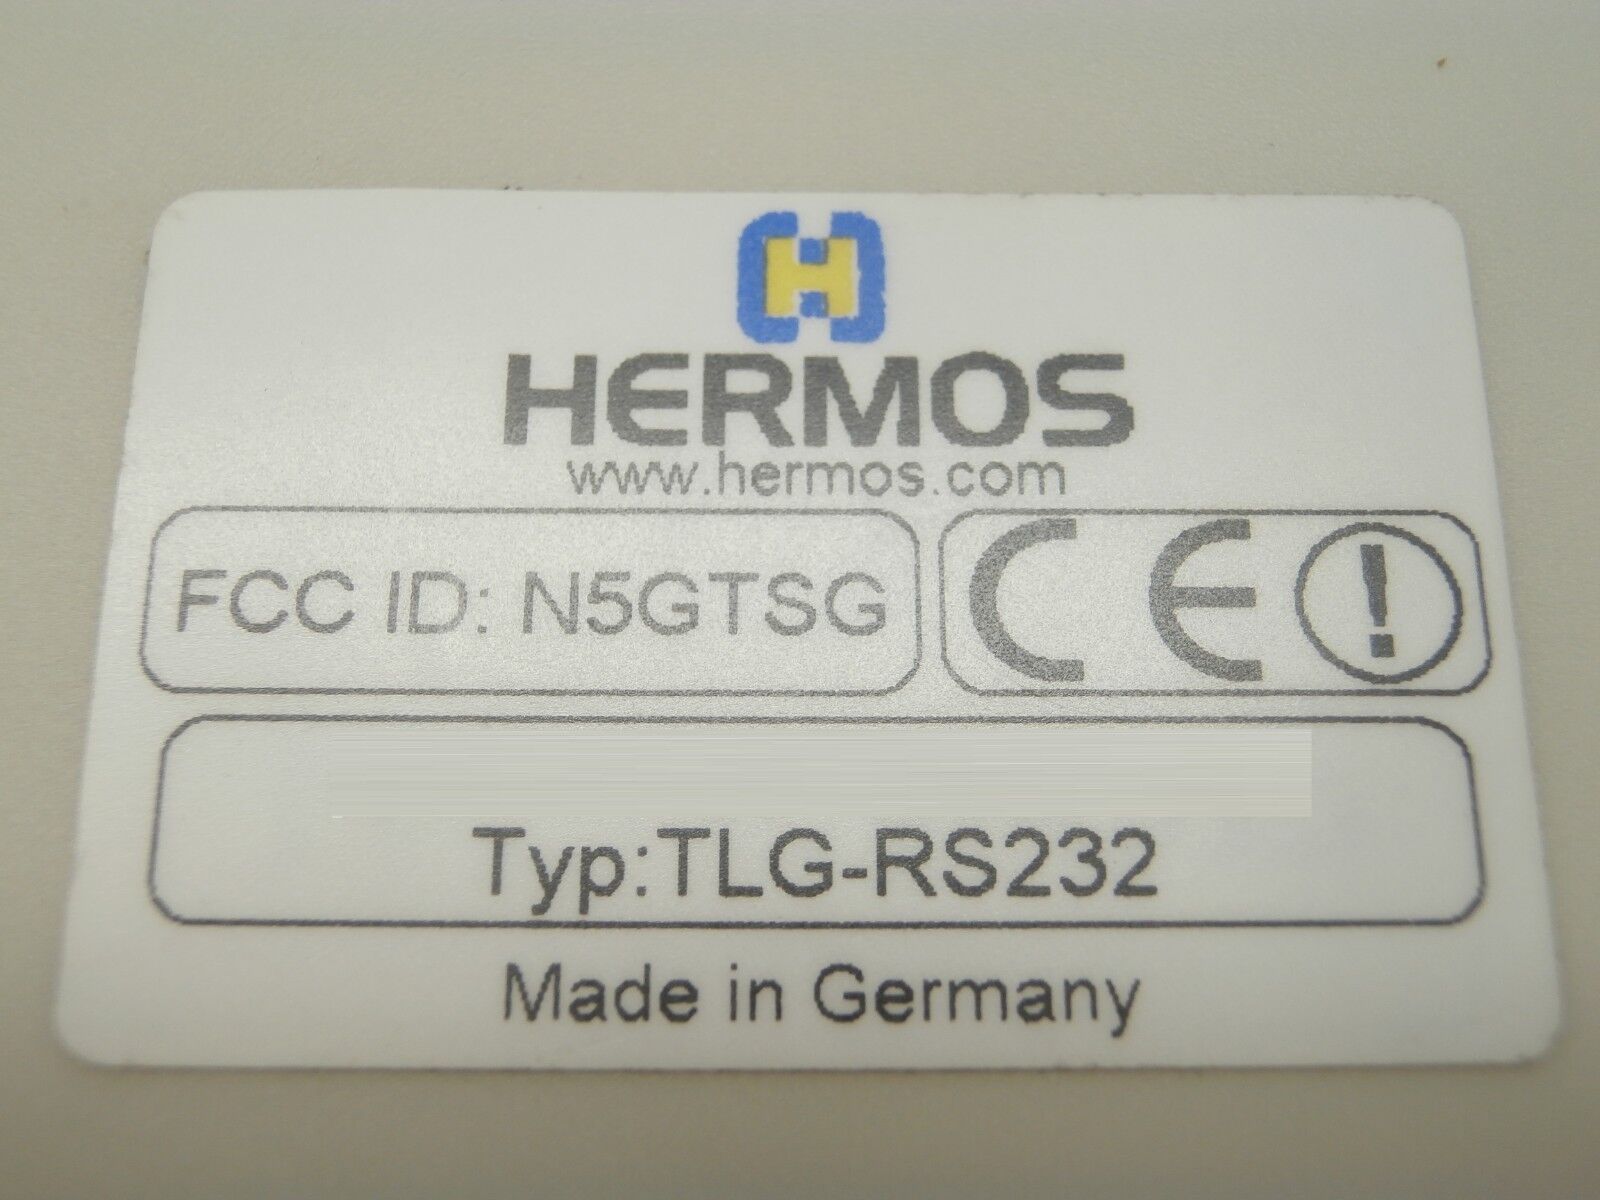 H
HERMOS
www.hermos.com
FCC ID: N5GTSG
CE !
Typ:TLG-RS232
Made in Germany